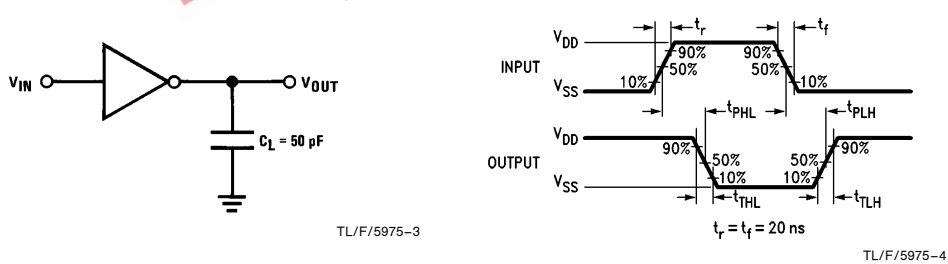 V_IN
V_OUT
C_L = 50 pF
TL/F/5975–3
INPUT
V_DD
V_SS
t_r
t_f
90%
50%
10%
90%
50%
10%
t_PHL
t_PLH
OUTPUT
V_DD
V_SS
90%
50%
10%
50%
10%
90%
t_THL
t_TLH
t_r = t_f = 20 ns
TL/F/5975–4